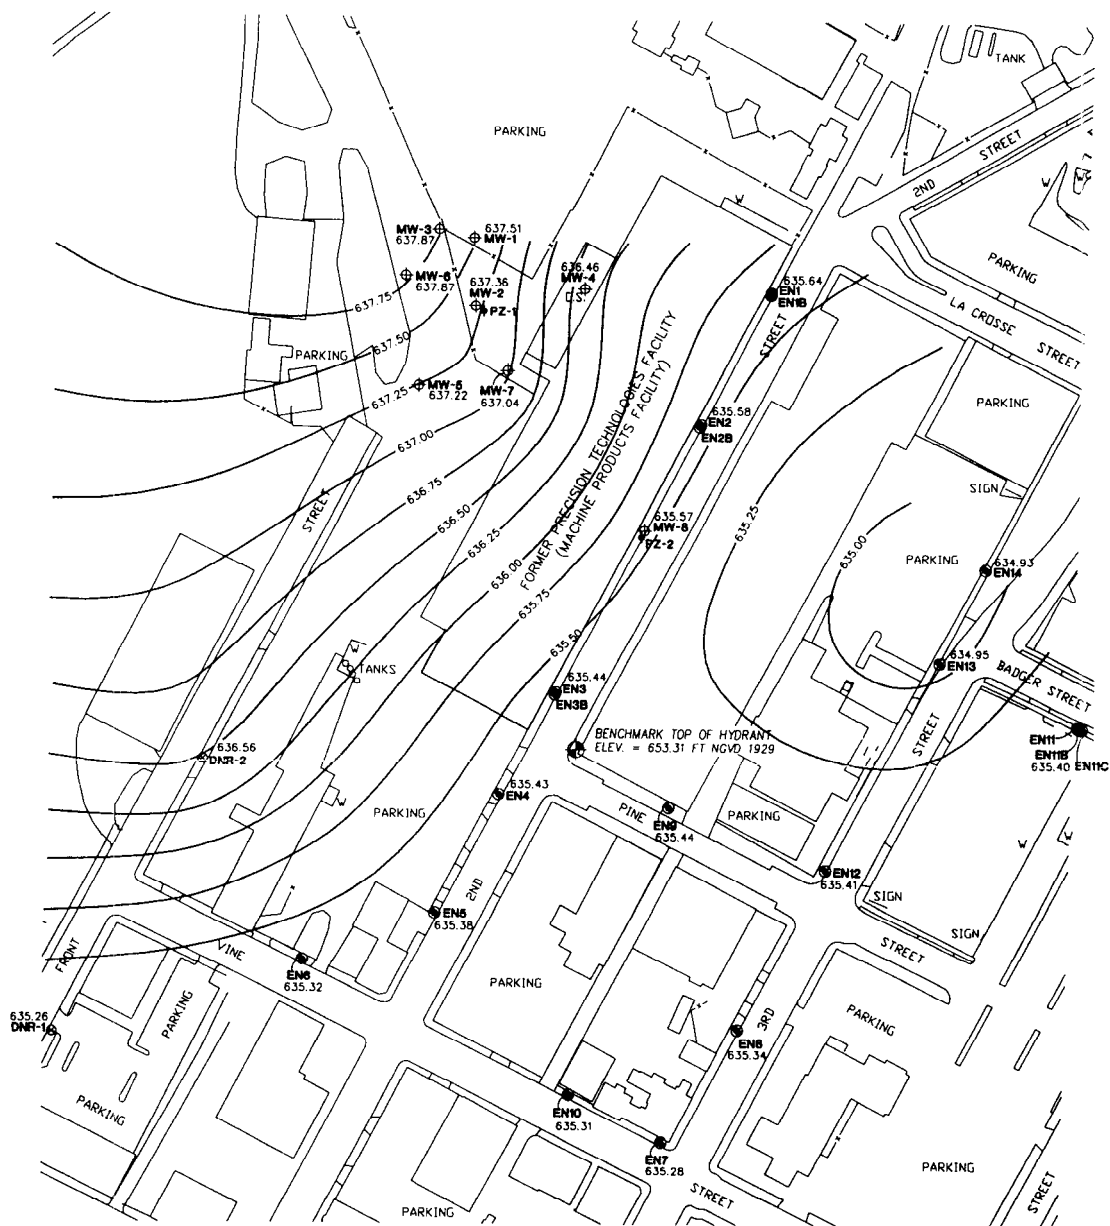 TANK
PARKING
STREET
2ND
W
W
W
MW-3
637.87
637.51
MW-1
PARKING
636.46
MW-4
637.36
MW-2
MW-6
637.87
PZ-1
635.64
EN1
EN1B
LA CROSSE
STREET
637.75
637.50
PARKING
STREET
MW-5
637.22
637.25
MW-7
637.04
PARKING
637.00
635.58
EN2
EN2B
FORMER PRECISION TECHNOLOGIES FACILITY
(MACHINE PRODUCTS FACILITY)
636.75
636.50
636.25
636.00
635.75
635.50
STREET
SIGN
635.25
635.00
635.57
MW-8
PZ-2
PARKING
634.93
EN14
634.95
EN13
BADGER STREET
W
TANKS
635.44
EN3
EN3B
BENCHMARK TOP OF HYDRANT
ELEV. = 653.31 FT NGVD 1929
STREET
EN11
EN11B
635.40 EN11C
636.56
DNR-2
635.43
EN4
W
PARKING
PINE
EN9
635.44
PARKING
W
W
EN12
635.41
SIGN
SIGN
STREET
2ND
EN5
635.38
FRONT
VINE
EN6
635.32
PARKING
PARKING
635.26
DNR-1
3RD
PARKING
EN8
635.34
PARKING
EN10
635.31
EN7
635.28
PARKING
STREET
STREET
PARKING